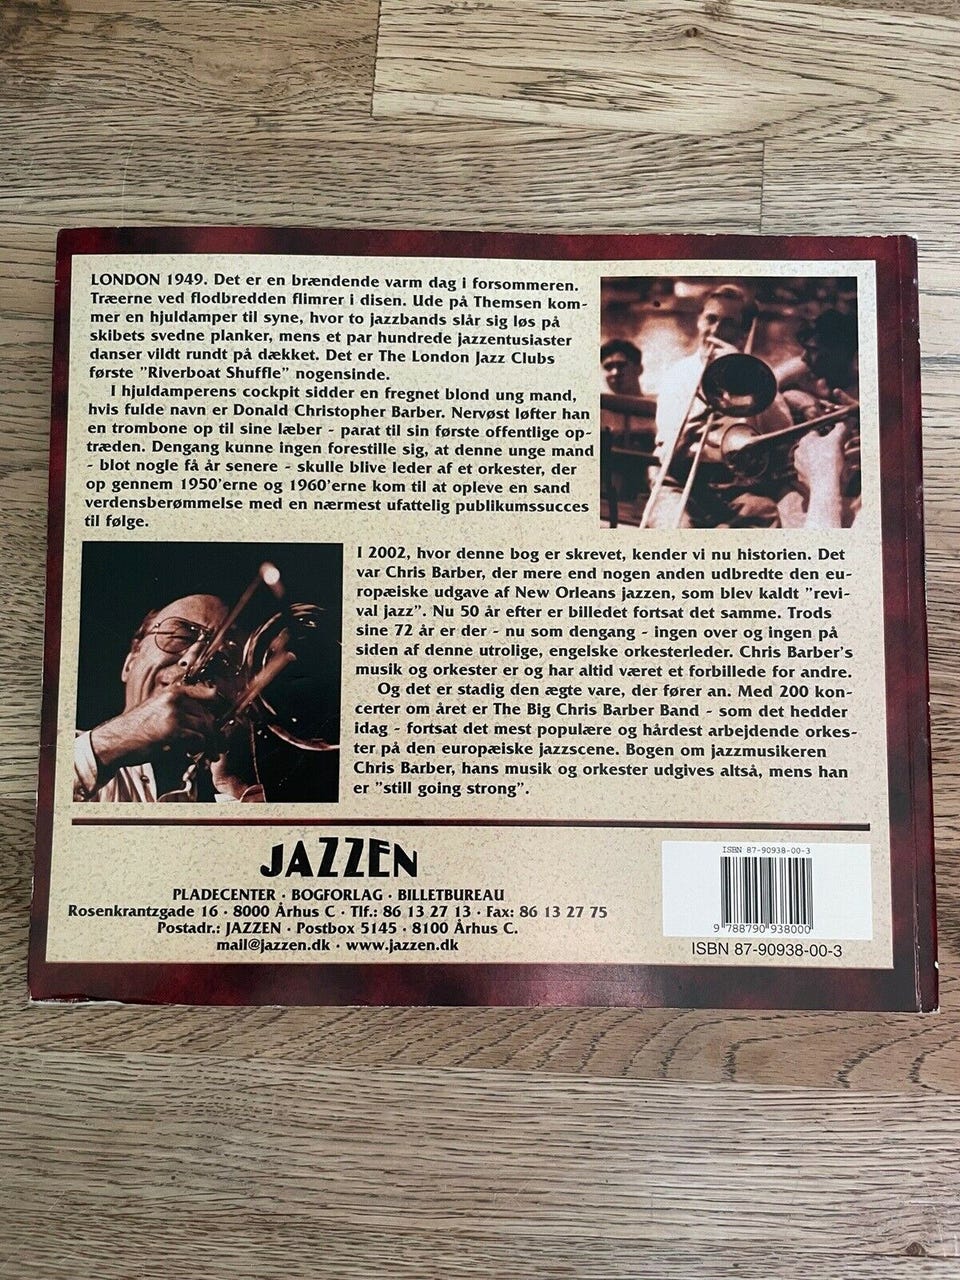 LONDON 1949. Det er en brændende varm dag i forsommeren.
Træerne ved flodbredden flimrer i disen. Ude på Themsen kom-
mer en hjuldamper til syne, hvor to jazzbands slår sig løs på
skibets svedne planker, mens et par hundrede jazzentusiaster
danser vildt rundt på dækket. Det er The London Jazz Clubs
første "Riverboat Shuffle" nogensinde.
I hjuldamperens cockpit sidder en fregnet blond ung mand,
hvis fulde navn er Donald Christopher Barber. Nervøst løfter han
en trombone op til sine læber - parat til sin første offentlige op-
træden. Dengang kunne ingen forestille sig, at denne unge mand
- blot nogle få år senere - skulle blive leder af et orkester, der
op gennem 1950'erne og 1960'erne kom til at opleve en sand
verdensberømmelse med en nærmest ufattelig publikumssucces
til følge.
I 2002, hvor denne bog er skrevet, kender vi nu historien. Det
var Chris Barber, der mere end nogen anden udbredte den eu-
ropæiske udgave af New Orleans jazzen, som blev kaldt "revi-
val jazz". Nu 50 år efter er billedet fortsat det samme. Trods
sine 72 år er der - nu som dengang - ingen over og ingen på
siden af denne utrolige, engelske orkesterleder. Chris Barber's
musik og orkester er og har altid været et forbillede for andre.
Og det er stadig den ægte vare, der fører an. Med 200 kon-
certer om året er The Big Chris Barber Band - som det hedder
idag - fortsat det mest populære og hårdest arbejdende orkes-
ter på den europæiske jazzscene. Bogen om jazzmusikeren
Chris Barber, hans musik og orkester udgives altså, mens han
er "still going strong".
JAZZEN
PLADECENTER · BOGFORLAG · BILLETBUREAU
Rosenkrantzgade 16 · 8000 Århus C · Tlf.: 86 13 27 13 · Fax: 86 13 27 75
Postadr.: JAZZEN · Postbox 5145 · 8100 Århus C.
mail@jazzen.dk · www.jazzen.dk
ISBN 87-90938-00-3
9 788790 938000
ISBN 87-90938-00-3